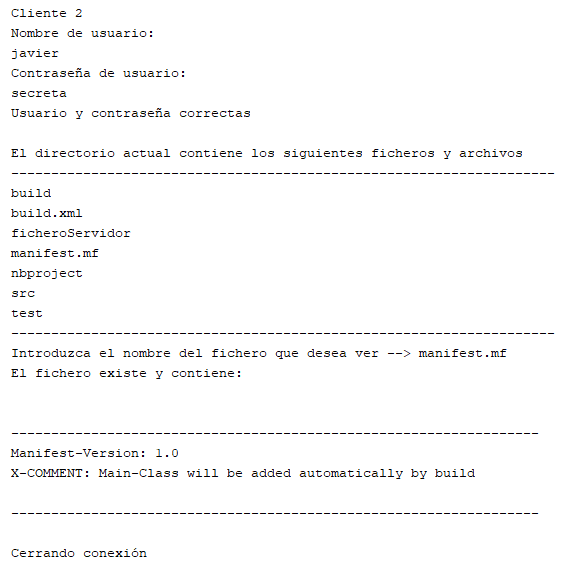 Cliente 2
Nombre de usuario:
javier
Contraseña de usuario:
secreta
Usuario y contraseña correctas
El directorio actual contiene los siguientes ficheros y archivos
--------------------------------------------------------------------
build
build.xml
ficheroServidor
manifest.mf
nbproject
src
test
--------------------------------------------------------------------
Introduzca el nombre del fichero que desea ver --> manifest.mf
El fichero existe y contiene:
------------------------------------------------------------------
Manifest-Version: 1.0
X-COMMENT: Main-Class will be added automatically by build
------------------------------------------------------------------
Cerrando conexión